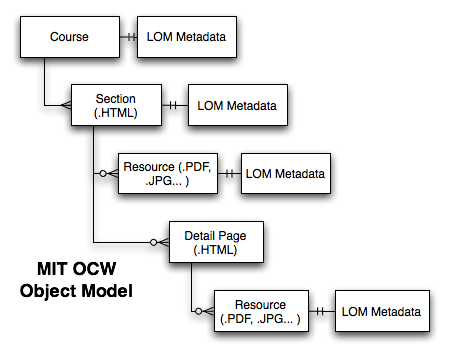 Course
LOM Metadata
Section
(.HTML)
LOM Metadata
Resource (.PDF,
.JPG... )
LOM Metadata
Detail Page
(.HTML)
MIT OCW
Object Model
Resource
(.PDF, .JPG... )
LOM Metadata